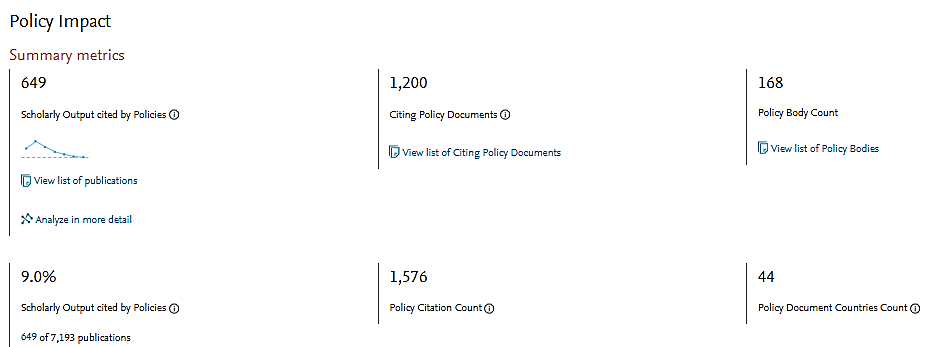 Policy Impact
Summary metrics
649
Scholarly Output cited by Policies
View list of publications
Analyze in more detail
1,200
Citing Policy Documents
View list of Citing Policy Documents
168
Policy Body Count
View list of Policy Bodies
9.0%
Scholarly Output cited by Policies
649 of 7,193 publications
1,576
Policy Citation Count
44
Policy Document Countries Count